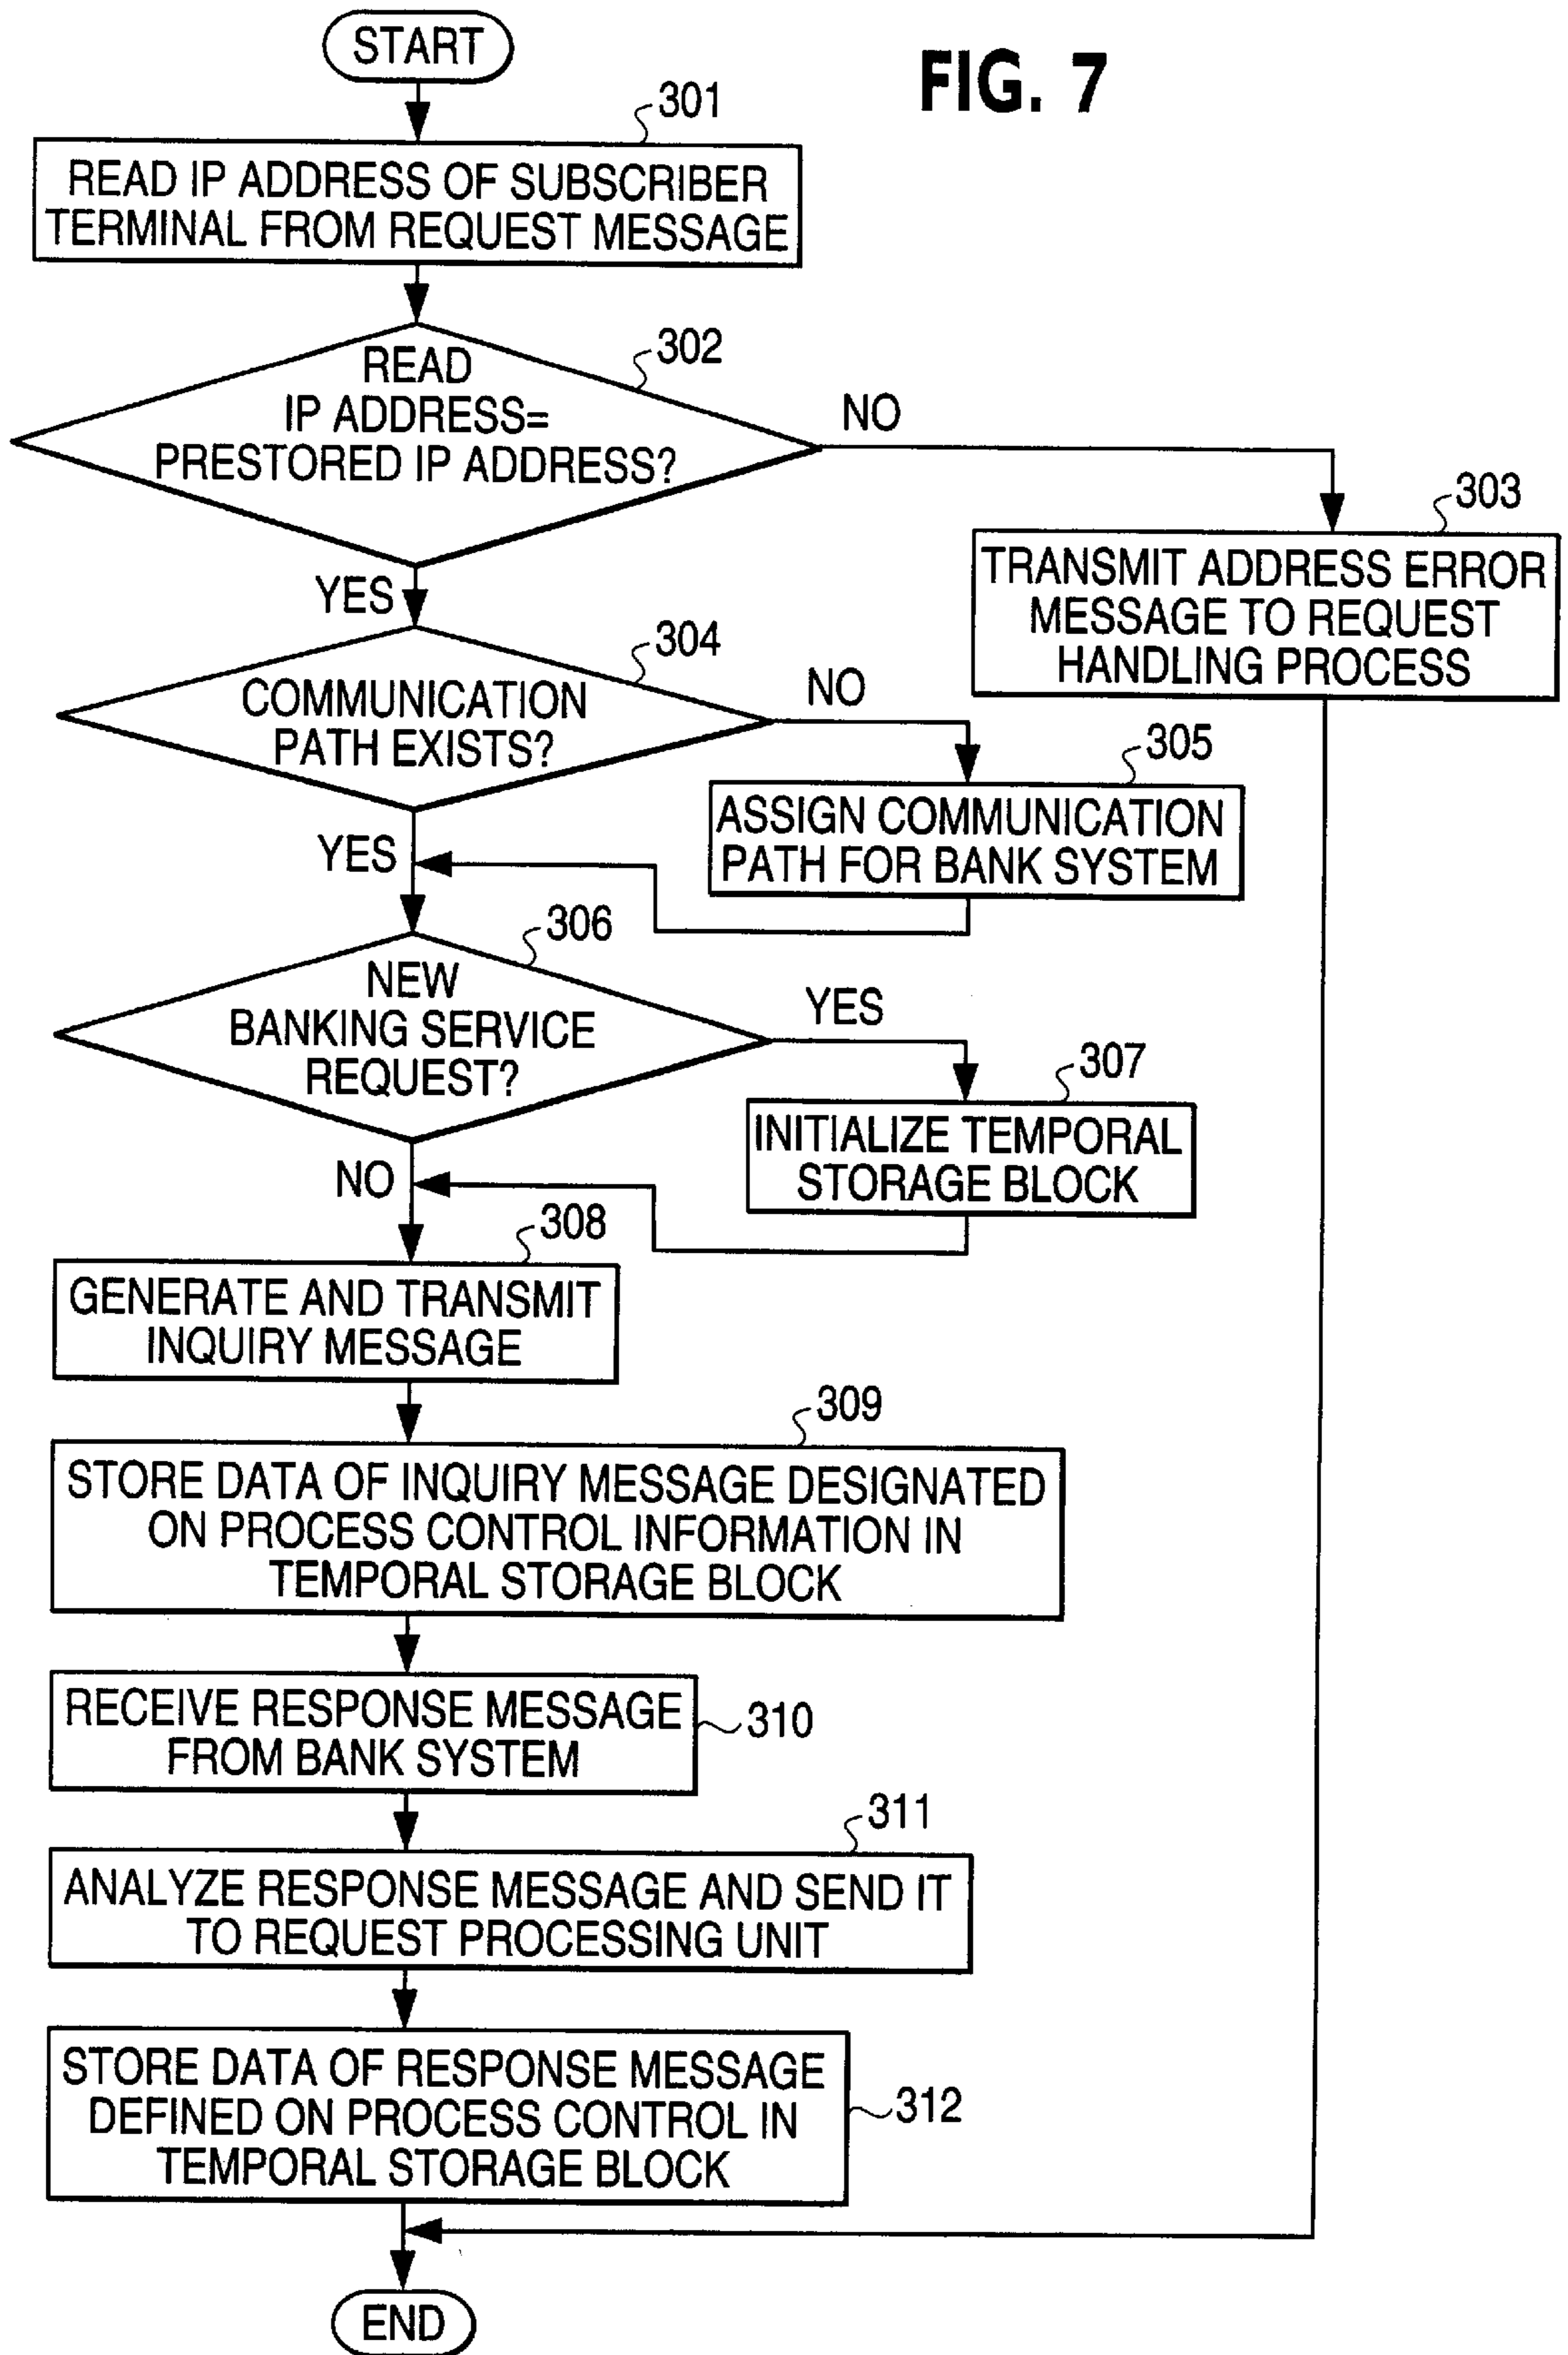 START
FIG. 7
301
READ IP ADDRESS OF SUBSCRIBER
TERMINAL FROM REQUEST MESSAGE
302
READ
IP ADDRESS=
PRESTORED IP ADDRESS?
NO
303
TRANSMIT ADDRESS ERROR
MESSAGE TO REQUEST
HANDLING PROCESS
YES
304
COMMUNICATION
PATH EXISTS?
NO
305
ASSIGN COMMUNICATION
PATH FOR BANK SYSTEM
YES
306
NEW
BANKING SERVICE
REQUEST?
YES
307
INITIALIZE TEMPORAL
STORAGE BLOCK
NO
308
GENERATE AND TRANSMIT
INQUIRY MESSAGE
309
STORE DATA OF INQUIRY MESSAGE DESIGNATED
ON PROCESS CONTROL INFORMATION IN
TEMPORAL STORAGE BLOCK
RECEIVE RESPONSE MESSAGE
FROM BANK SYSTEM
310
311
ANALYZE RESPONSE MESSAGE AND SEND IT
TO REQUEST PROCESSING UNIT
STORE DATA OF RESPONSE MESSAGE
DEFINED ON PROCESS CONTROL IN
TEMPORAL STORAGE BLOCK
312
END